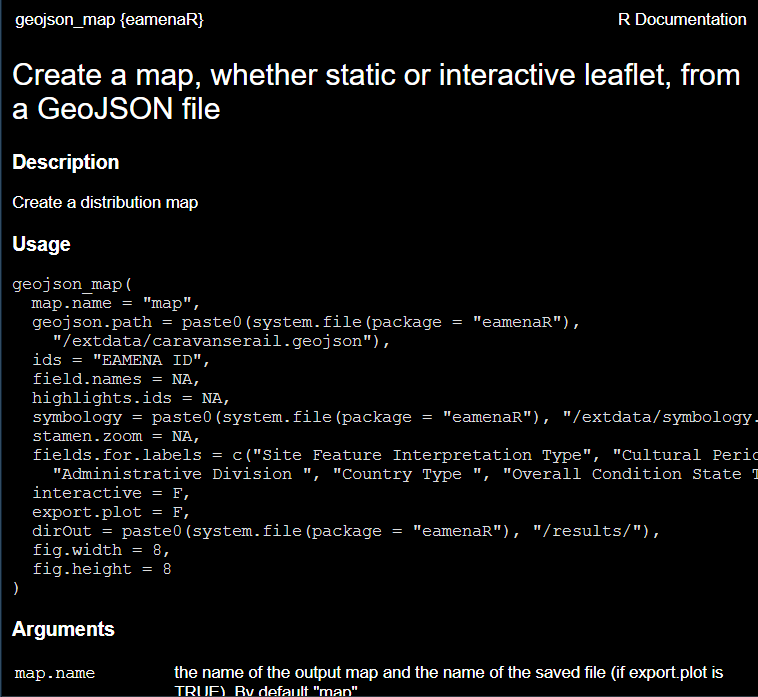 geojson_map {eamenaR} R Documentation
Create a map, whether static or interactive leaflet, from
a GeoJSON file
Description
Create a distribution map
Usage
geojson_map(
  map.name = "map",
  geojson.path = paste0(system.file(package = "eamenaR"),
    "/extdata/caravanserail.geojson"),
  ids = "EAMENA ID",
  field.names = NA,
  highlights.ids = NA,
  symbology = paste0(system.file(package = "eamenaR"), "/extdata/symbology.
  stamen.zoom = NA,
  fields.for.labels = c("Site Feature Interpretation Type", "Cultural Peric
    "Administrative Division ", "Country Type ", "Overall Condition State T
  interactive = F,
  export.plot = F,
  dirOut = paste0(system.file(package = "eamenaR"), "/results/"),
  fig.width = 8,
  fig.height = 8
)
Arguments
map.name the name of the output map and the name of the saved file (if export.plot is
TRUE). By default "map"